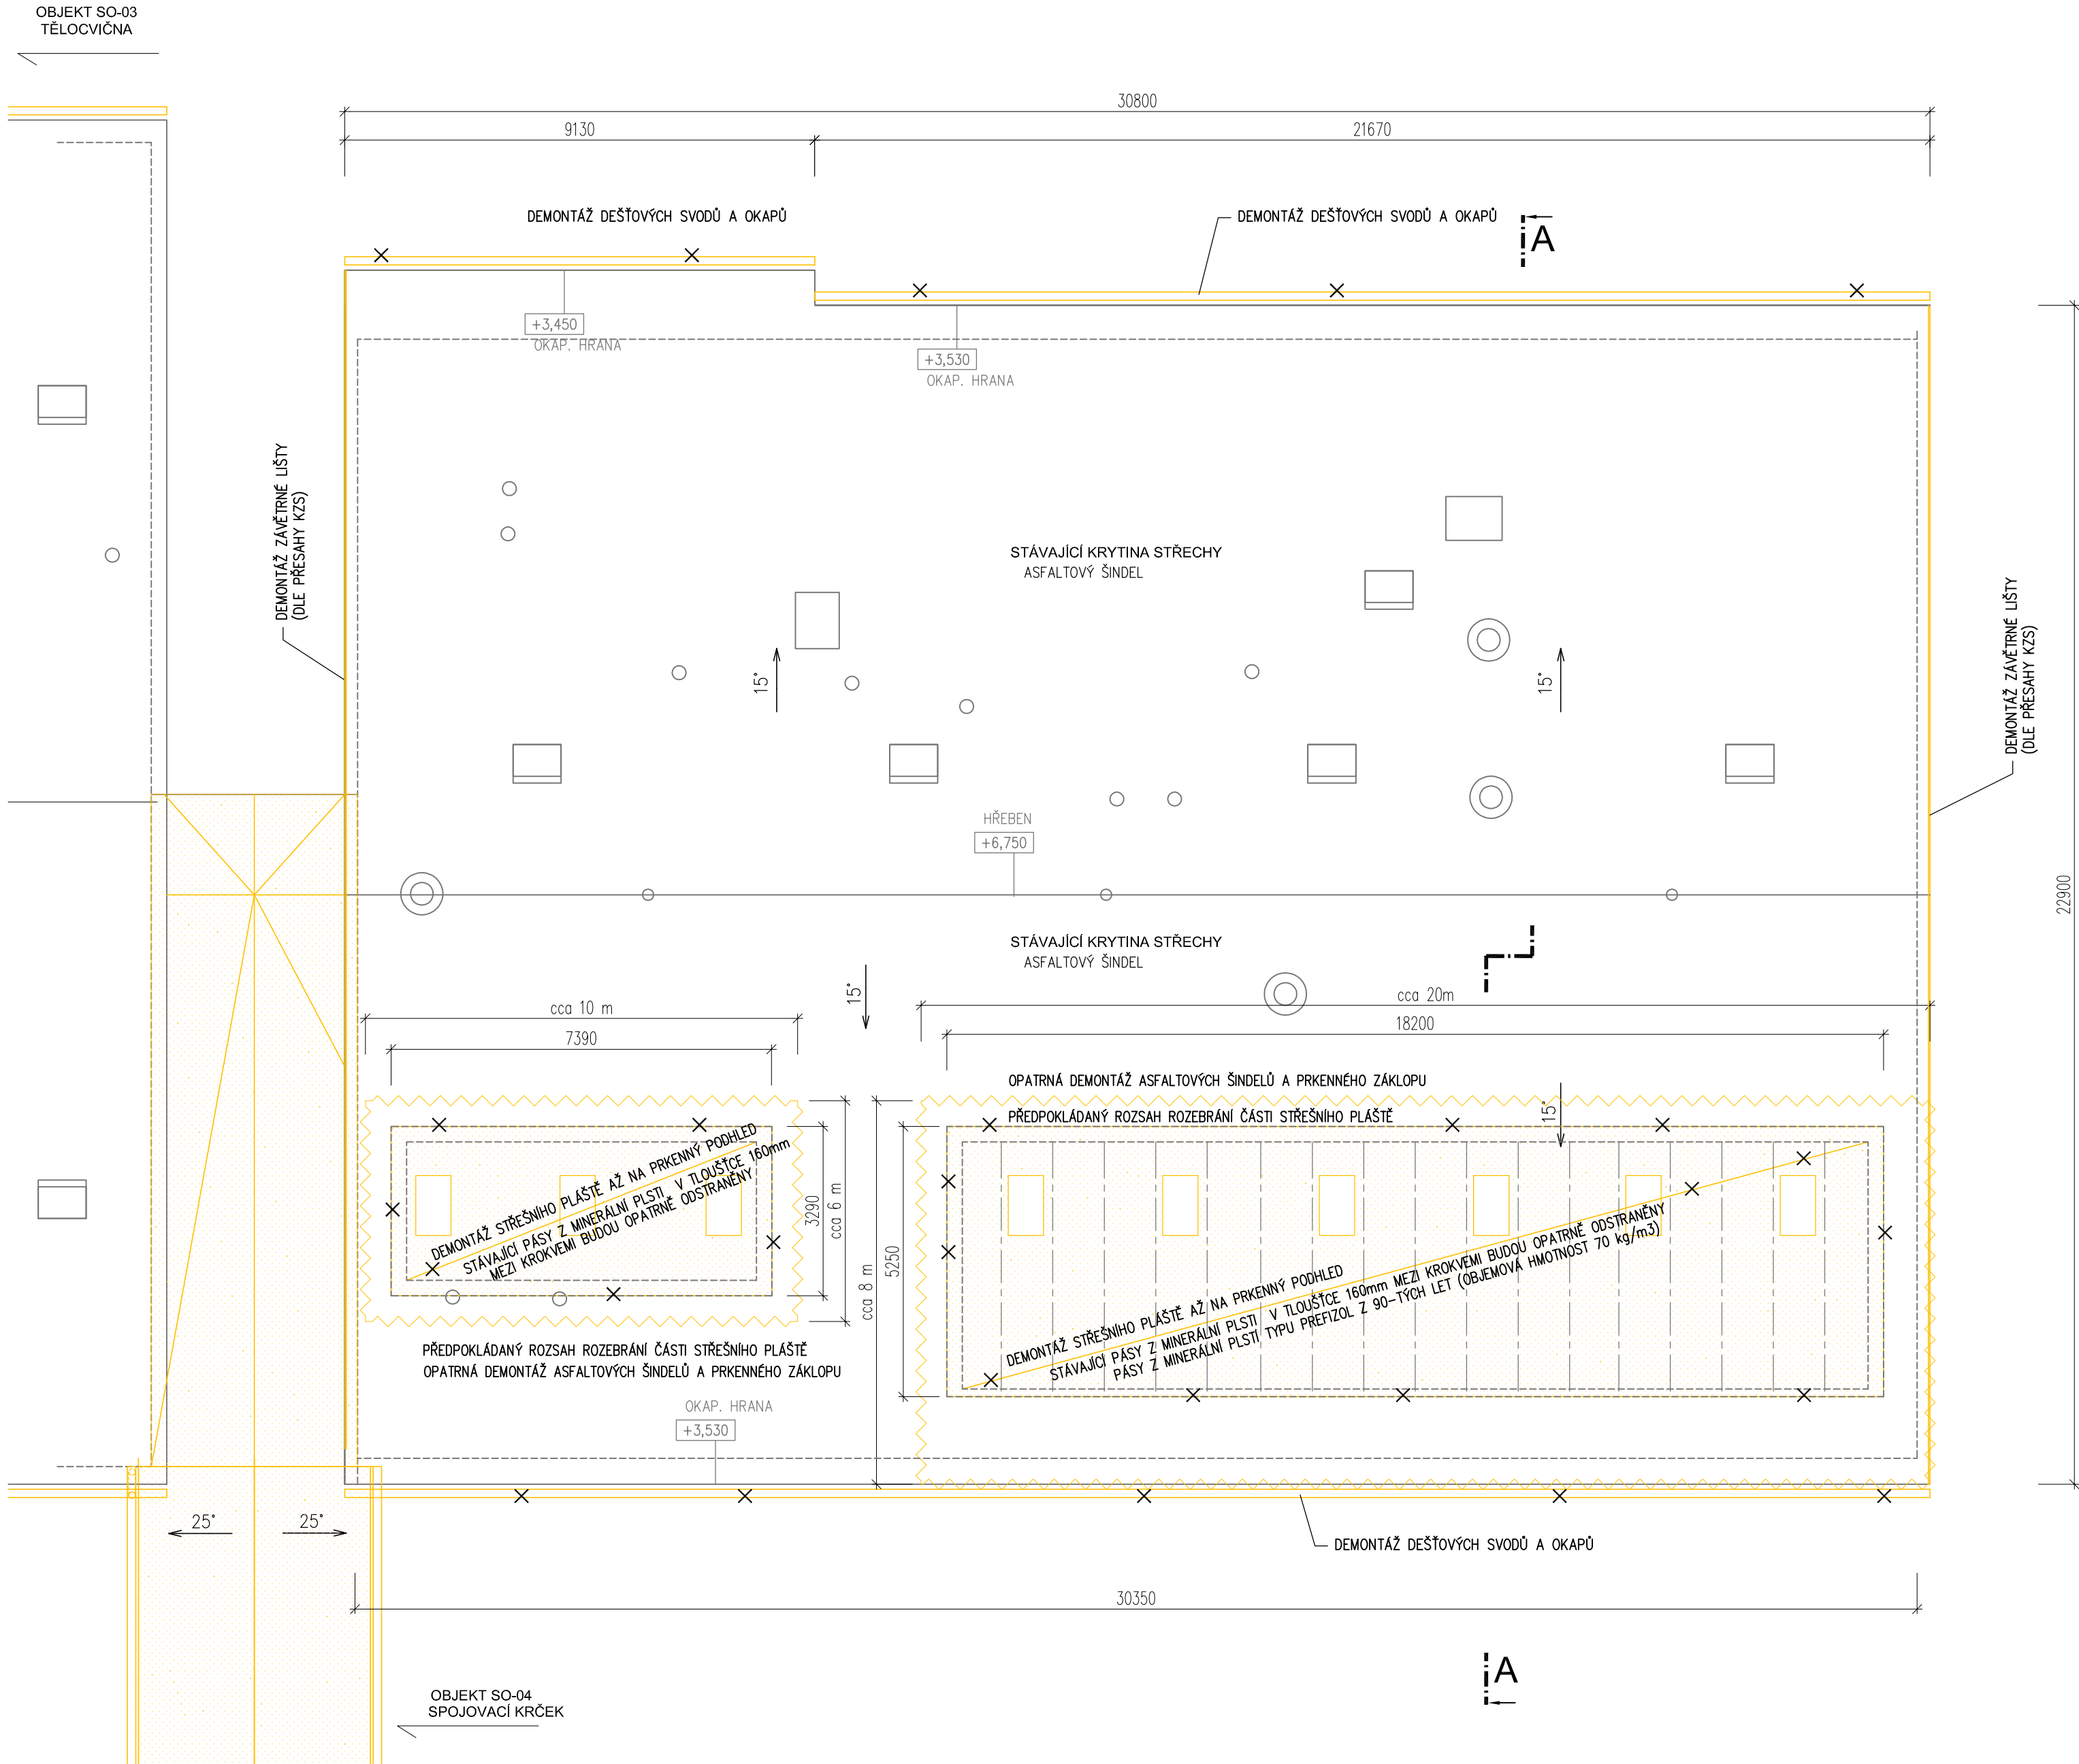 OBJEKT SO-03
TĚLOCVIČNA
30800
9130
21670
DEMONTÁŽ DEŠŤOVÝCH SVODŮ A OKAPŮ
DEMONTÁŽ DEŠŤOVÝCH SVODŮ A OKAPŮ
A
+3,450
OKAP. HRANA
+3,530
OKAP. HRANA
DEMONTÁŽ ZÁVĚTRNÉ LIŠTY
(DLE PŘESAHY KZS)
STÁVAJÍCÍ KRYTINA STŘECHY
ASFALTOVÝ ŠINDEL
15°
15°
DEMONTÁŽ ZÁVĚTRNÉ LIŠTY
(DLE PŘESAHY KZS)
HŘEBEN
+6,750
22900
STÁVAJÍCÍ KRYTINA STŘECHY
ASFALTOVÝ ŠINDEL
15°
cca 10 m
cca 20m
7390
18200
OPATRNÁ DEMONTÁŽ ASFALTOVÝCH ŠINDELŮ A PRKENNÉHO ZÁKLOPU
PŘEDPOKLÁDANÝ ROZSAH ROZEBRÁNÍ ČÁSTI STŘEŠNÍHO PLÁŠTĚ
15°
DEMONTÁŽ STŘEŠNÍHO PLÁŠTĚ AŽ NA PRKENNÝ PODHLED
STÁVAJÍCÍ PÁSY Z MINERÁLNÍ PLSTI V TLOUŠŤCE 160mm
MEZI KROKVEMI BUDOU OPATRNĚ ODSTRANĚNY
3290
cca 6 m
cca 8 m
5250
DEMONTÁŽ STŘEŠNÍHO PLÁŠTĚ AŽ NA PRKENNÝ PODHLED
STÁVAJÍCÍ PÁSY Z MINERÁLNÍ PLSTI V TLOUŠŤCE 160mm MEZI KROKVEMI BUDOU OPATRNĚ ODSTRANĚNY
PÁSY Z MINERÁLNÍ PLSTI TYPU PREFIZOL Z 90-TÝCH LET (OBJEMOVÁ HMOTNOST 70 kg/m3)
PŘEDPOKLÁDANÝ ROZSAH ROZEBRÁNÍ ČÁSTI STŘEŠNÍHO PLÁŠTĚ
OPATRNÁ DEMONTÁŽ ASFALTOVÝCH ŠINDELŮ A PRKENNÉHO ZÁKLOPU
OKAP. HRANA
+3,530
25°
25°
DEMONTÁŽ DEŠŤOVÝCH SVODŮ A OKAPŮ
30350
A
OBJEKT SO-04
SPOJOVACÍ KRČEK